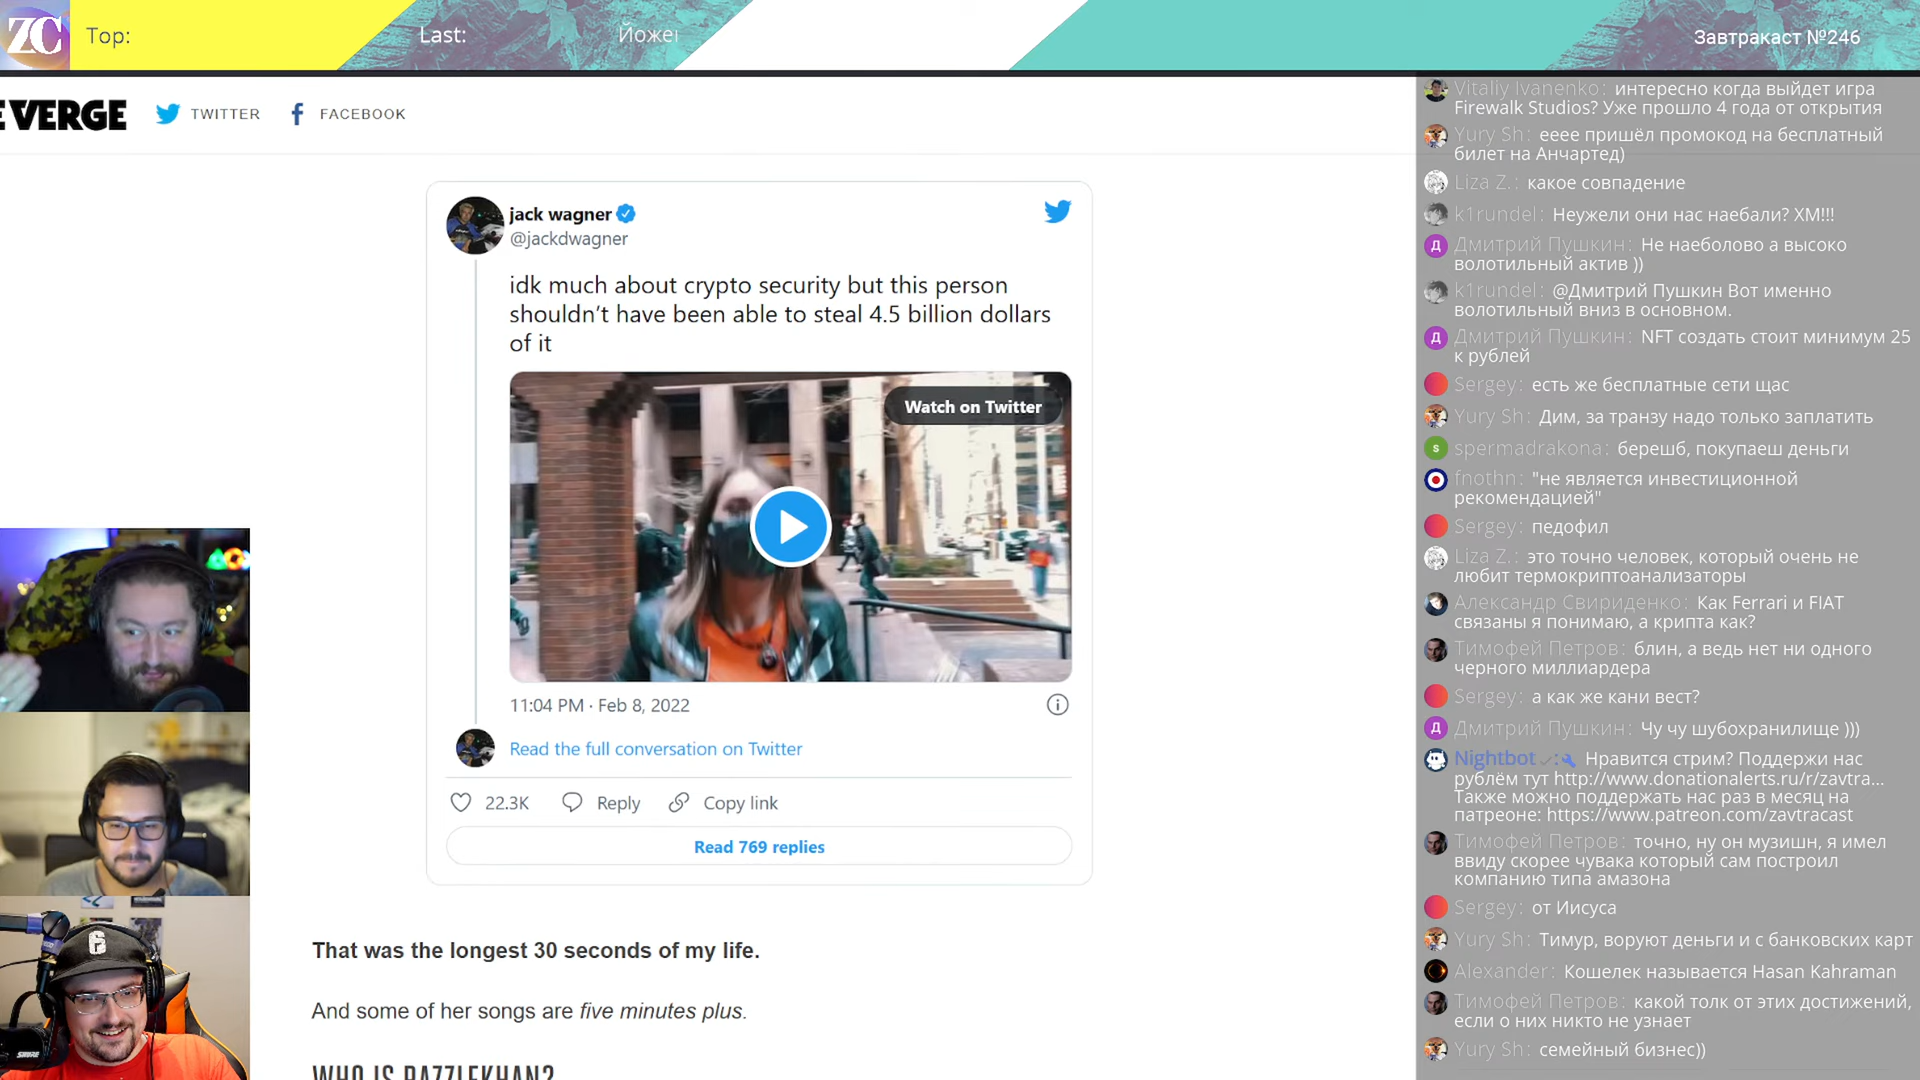 ZC
Top:
Last:
Йоже
Завтракаст №246
E VERGE
TWITTER
FACEBOOK
jack wagner
@jackdwagner
idk much about crypto security but this person
shouldn't have been able to steal 4.5 billion dollars
of it
Watch on Twitter
11:04 PM · Feb 8, 2022
Read the full conversation on Twitter
22.3K
Reply
Copy link
Read 769 replies
That was the longest 30 seconds of my life.
And some of her songs are five minutes plus.
WHO IS RAZZLEKHAN?
6
SHURE
Vitaliy Ivanenko: интересно когда выйдет игра
Firewalk Studios? Уже прошло 4 года от открытия
Yury Sh: ееее пришёл промокод на бесплатный
билет на Анчартед)
Liza Z.: какое совпадение
k1rundel: Неужели они нас наебали? ХМ!!!
Д
Дмитрий Пушкин: Не наеболово а высоко
волотильный актив ))
k1rundel: @Дмитрий Пушкин Вот именно
волотильный вниз в основном.
Д
Дмитрий Пушкин: NFT создать стоит минимум 25
к рублей
Sergey: есть же бесплатные сети щас
Yury Sh: Дим, за транзу надо только заплатить
s
spermadrakona: берешб, покупаеш деньги
fnothn: "не является инвестиционной
рекомендацией"
Sergey: педофил
Liza Z.: это точно человек, который очень не
любит термокриптоанализаторы
Александр Свириденко: Как Ferrari и FIAT
связаны я понимаю, а крипта как?
Тимофей Петров: блин, а ведь нет ни одного
черного миллиардера
Sergey: а как же кани вест?
Д
Дмитрий Пушкин: Чу чу шубохранилище )))
Nightbot: Нравится стрим? Поддержи нас
рублём тут http://www.donationalerts.ru/r/zavtra...
Также можно поддержать нас раз в месяц на
патреоне: https://www.patreon.com/zavtracast
Тимофей Петров: точно, ну он музишн, я имел
ввиду скорее чувака который сам построил
компанию типа амазона
Sergey: от Иисуса
Yury Sh: Тимур, воруют деньги и с банковских карт
Alexander: Кошелек называется Hasan Kahraman
Тимофей Петров: какой толк от этих достижений,
если о них никто не узнает
Yury Sh: семейный бизнес))